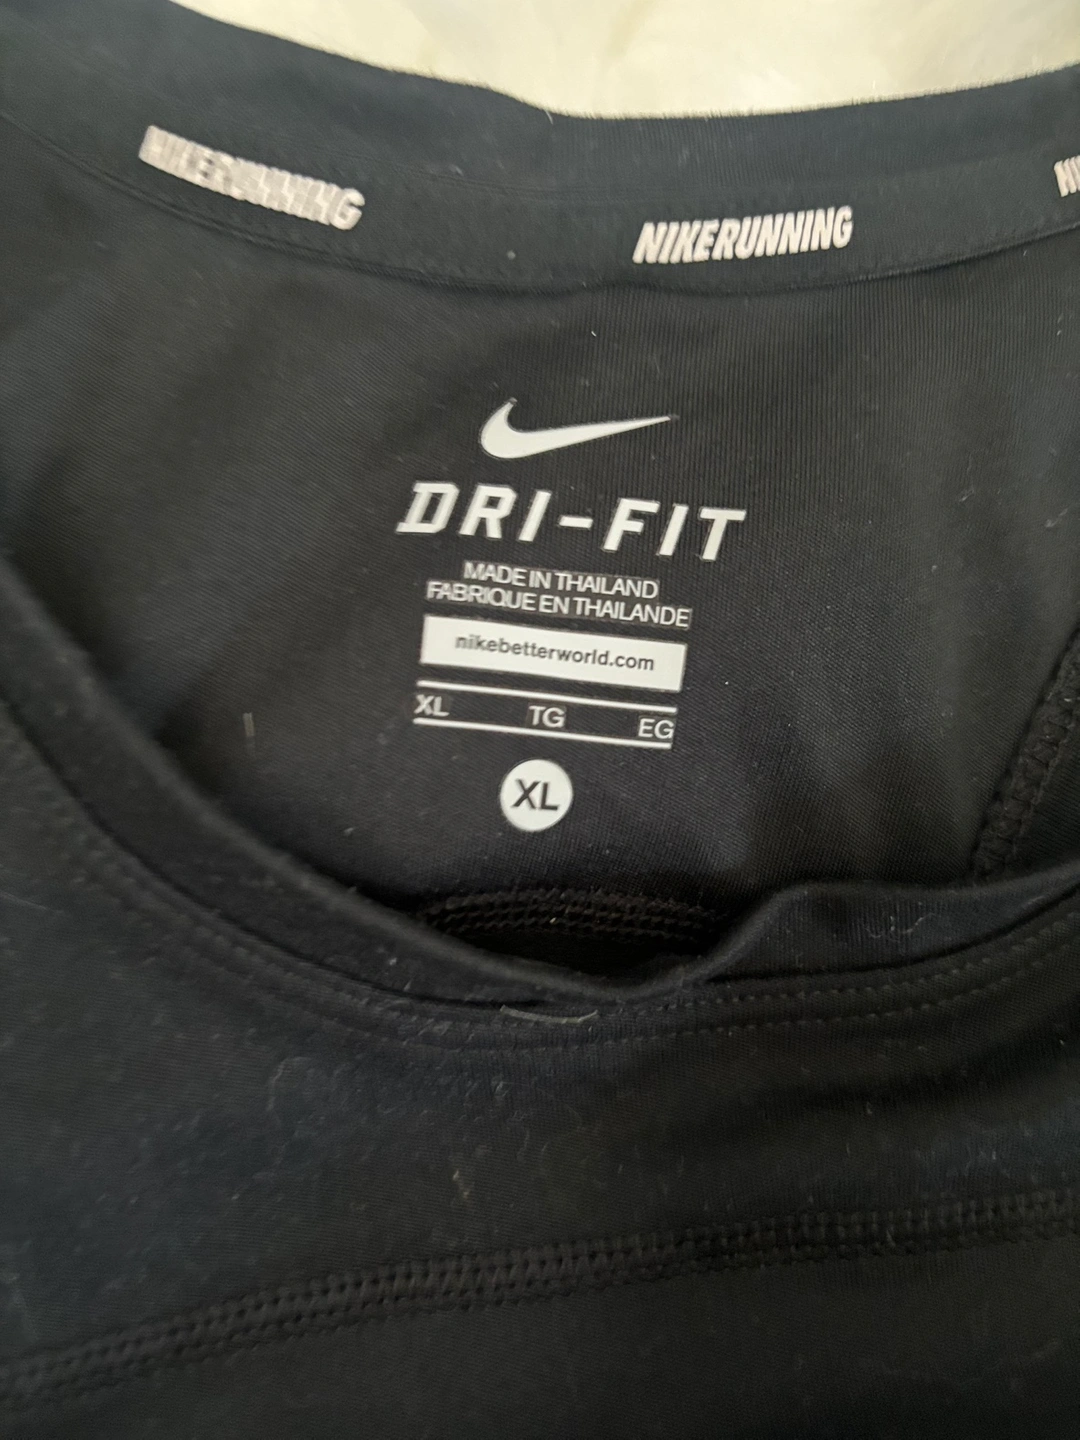 NIKERUNNING
NIKERUNNING
DRI-FIT
MADE IN THAILAND
FABRIQUE EN THAILANDE
nikebetterworld.com
XL TG EG
XL